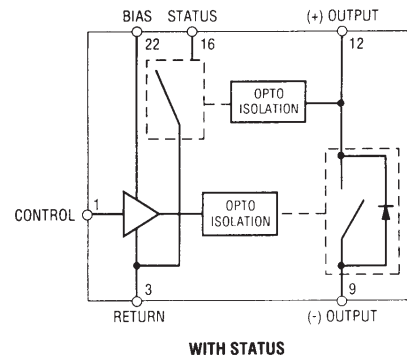 BIAS STATUS (+) OUTPUT
22 16 12
OPTO
ISOLATION
1
CONTROL
OPTO
ISOLATION
3 9
RETURN (-) OUTPUT
WITH STATUS